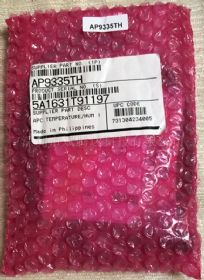 SUPPLIER PART NO (1P)
AP9335TH
AP9335TH
PRODUCT SERIAL NO
5A1631T91197
SUPPLIER PART DESC
UPC CODE
APC TEMPERATURE/HUM I
731304234005
Made in Philippines